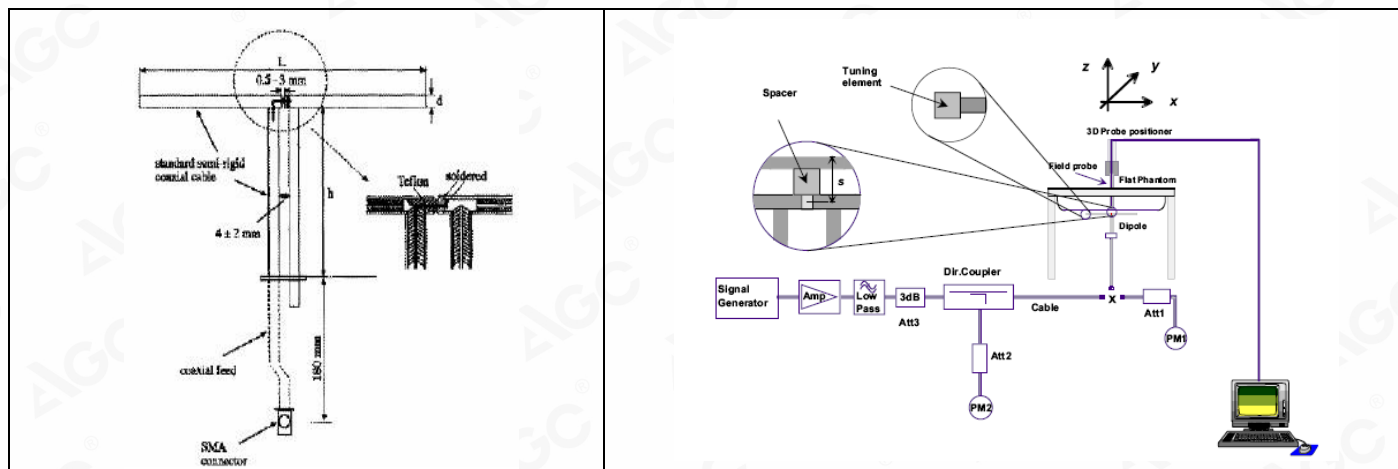 L
0.5 - 3 mm
d
standard semi-rigid
coaxial cable
Teflon
soldered
h
4 ± 2 mm
180 mm
coaxial feed
SMA
connector
z
y
x
Tuning
element
Spacer
3D Probe positioner
Field probe
Flat Phantom
s
Dipole
Dir.Coupler
Signal
Generator
Amp
Low
Pass
3dB
Att3
Cable
X
Att1
PM1
Att2
PM2
AGC